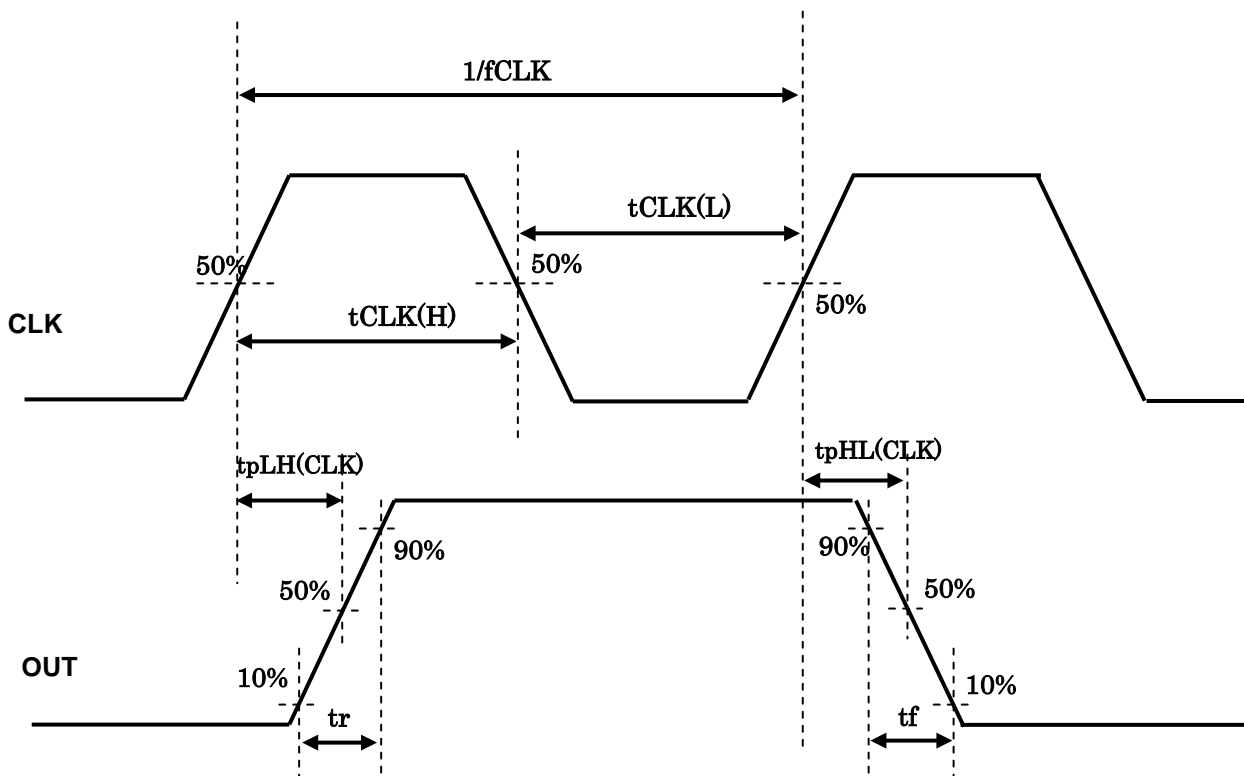 1/fCLK
tCLK(L)
50%
50%
50%
tCLK(H)
CLK
tpLH(CLK)
tpHL(CLK)
90%
90%
50%
50%
OUT
10%
10%
tr
tf